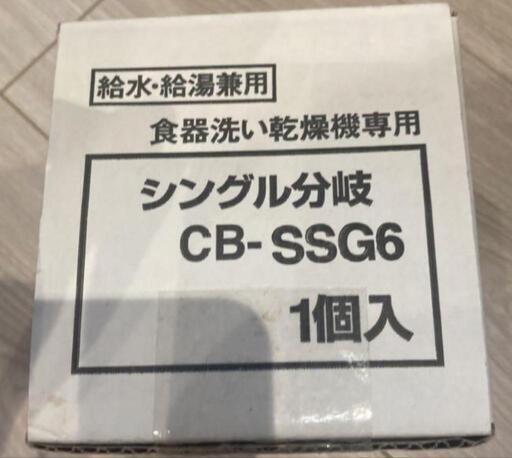 給水・給湯兼用
食器洗い乾燥機専用
シングル分岐
CB-SSG6
1個入